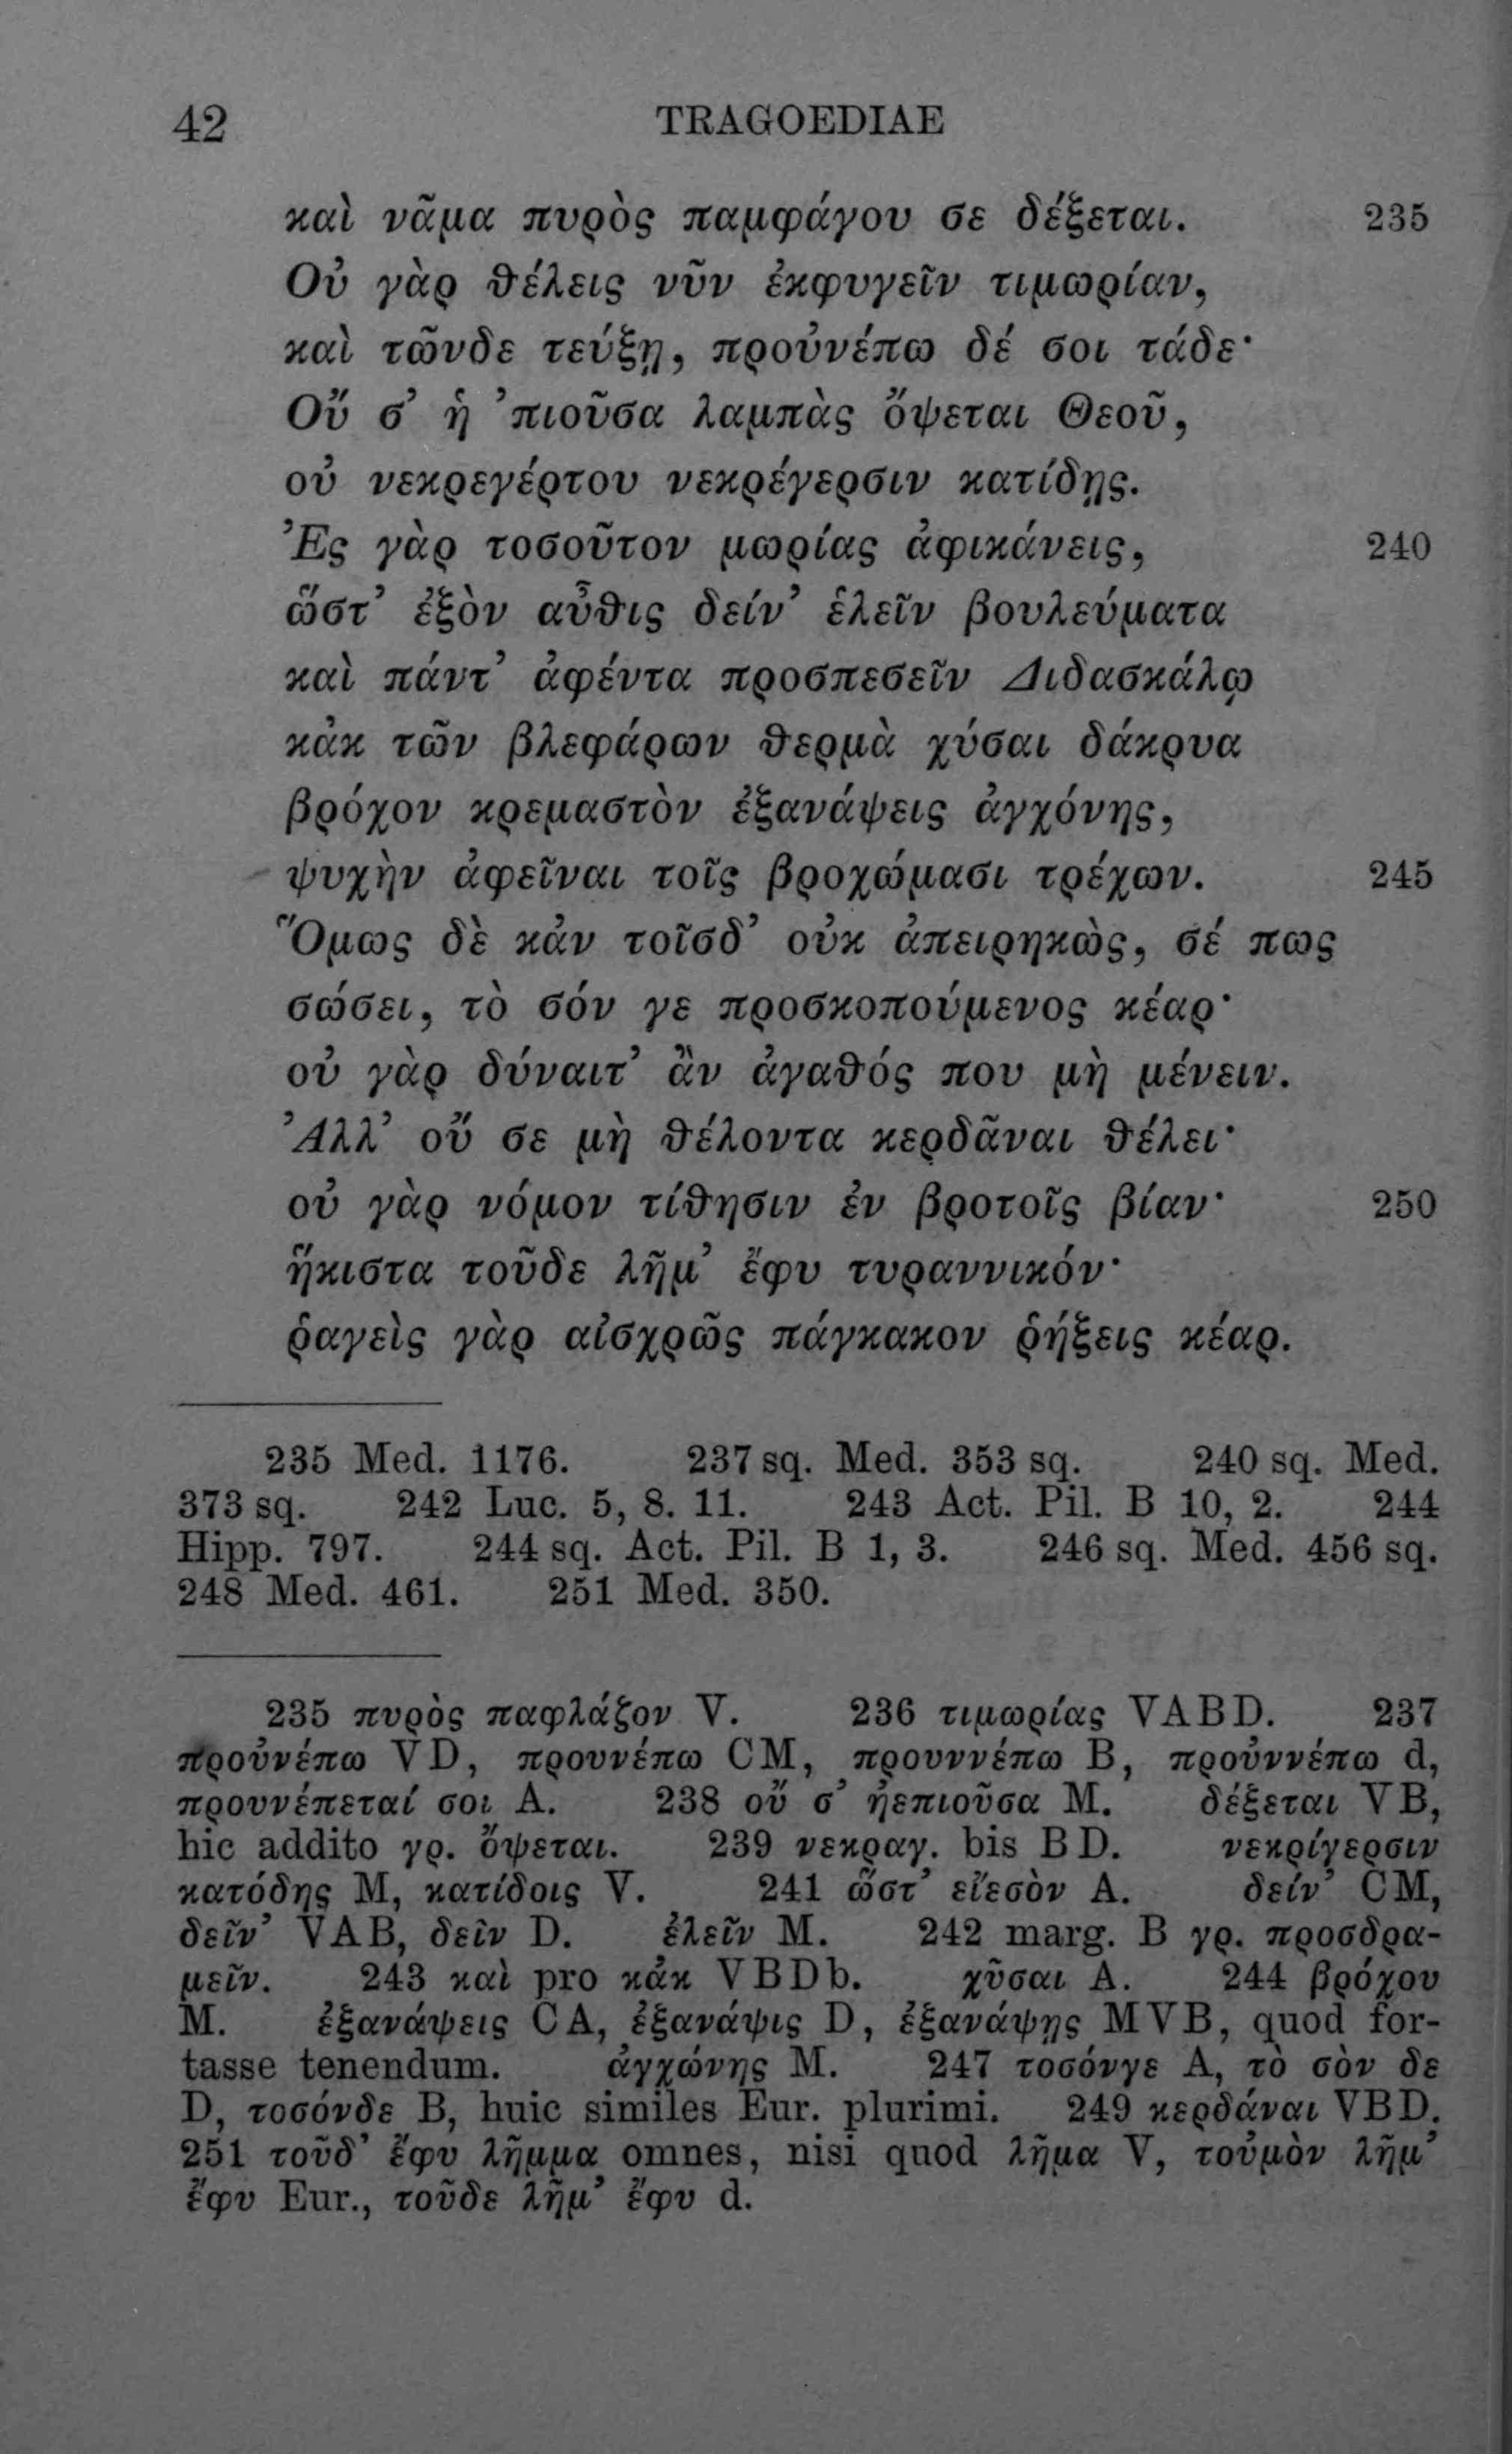 42 TRAGOEDIAE
καὶ νᾶμα πυρὸς παμφάγου σε δέξεται. 235
Οὐ γὰρ θέλεις νῦν ἐκφυγεῖν τιμωρίαν,
καὶ τῶνδε τεύξῃ, προὐνέπω δέ σοι τάδε·
Οὔ σ’ ἡ ’πιοῦσα λαμπὰς ὄψεται Θεοῦ,
οὐ νεκρεγέρτου νεκρέγερσιν κατίδῃς.
Ἐς γὰρ τοσοῦτον μωρίας ἀφικάνεις, 240
ὥστ’ ἐξὸν αὖθις δείν’ ἑλεῖν βουλεύματα
καὶ πάντ’ ἀφέντα προσπεσεῖν Διδασκάλῳ
κἀκ τῶν βλεφάρων θερμὰ χύσαι δάκρυα
βρόχον κρεμαστὸν ἐξανάψεις ἀγχόνης,
ψυχὴν ἀφεῖναι τοῖς βροχώμασι τρέχων. 245
Ὅμως δὲ κἀν τοῖσδ’ οὐκ ἀπειρηκὼς, σέ πως
σώσει, τὸ σόν γε προσκοπούμενος κέαρ·
οὐ γὰρ δύναιτ’ ἂν ἀγαθός που μὴ μένειν.
Ἀλλ’ οὔ σε μὴ θέλοντα κερδᾶναι θέλει·
οὐ γὰρ νόμον τίθησιν ἐν βροτοῖς βίαν· 250
ἥκιστα τοῦδε λῆμ’ ἔφυ τυραννικόν·
ῥαγεὶς γὰρ αἰσχρῶς πάγκακον ῥήξεις κέαρ.
235 Med. 1176. 237 sq. Med. 353 sq. 240 sq. Med.
373 sq. 242 Luc. 5, 8. 11. 243 Act. Pil. B 10, 2. 244
Hipp. 797. 244 sq. Act. Pil. B 1, 3. 246 sq. Med. 456 sq.
248 Med. 461. 251 Med. 350.
235 πυρὸς παφλάζον V. 236 τιμωρίας VABD. 237
προὐνέπω VD, προυνέπω CM, προυννέπω B, προὐννέπω d,
προυνέπεταί σοι A. 238 οὔ σ’ ἠεπιοῦσα M. δέξεται VB,
hic addito γρ. ὄψεται. 239 νεκραγ. bis BD. νεκρίγερσιν
κατόδης M, κατίδοις V. 241 ὥστ’ εἴεσὸν A. δείν’ CM,
δεῖν’ VAB, δεῖν D. ἐλεῖν M. 242 marg. B γρ. προσδρα-
μεῖν. 243 καὶ pro κἀκ VBDb. χῦσαι A. 244 βρόχου
M. ἐξανάψεις CA, ἐξανάψις D, ἐξανάψῃς MVB, quod for-
tasse tenendum. ἀγχώνης M. 247 τοσόνγε A, τὸ σὸν δε
D, τοσόνδε B, huic similes Eur. plurimi. 249 κερδάναι VBD.
251 τοῦδ’ ἔφυ λῆμμα omnes, nisi quod λῆμα V, τοὐμὸν λῆμ’
ἔφυ Eur., τοῦδε λῆμ’ ἔφυ d.